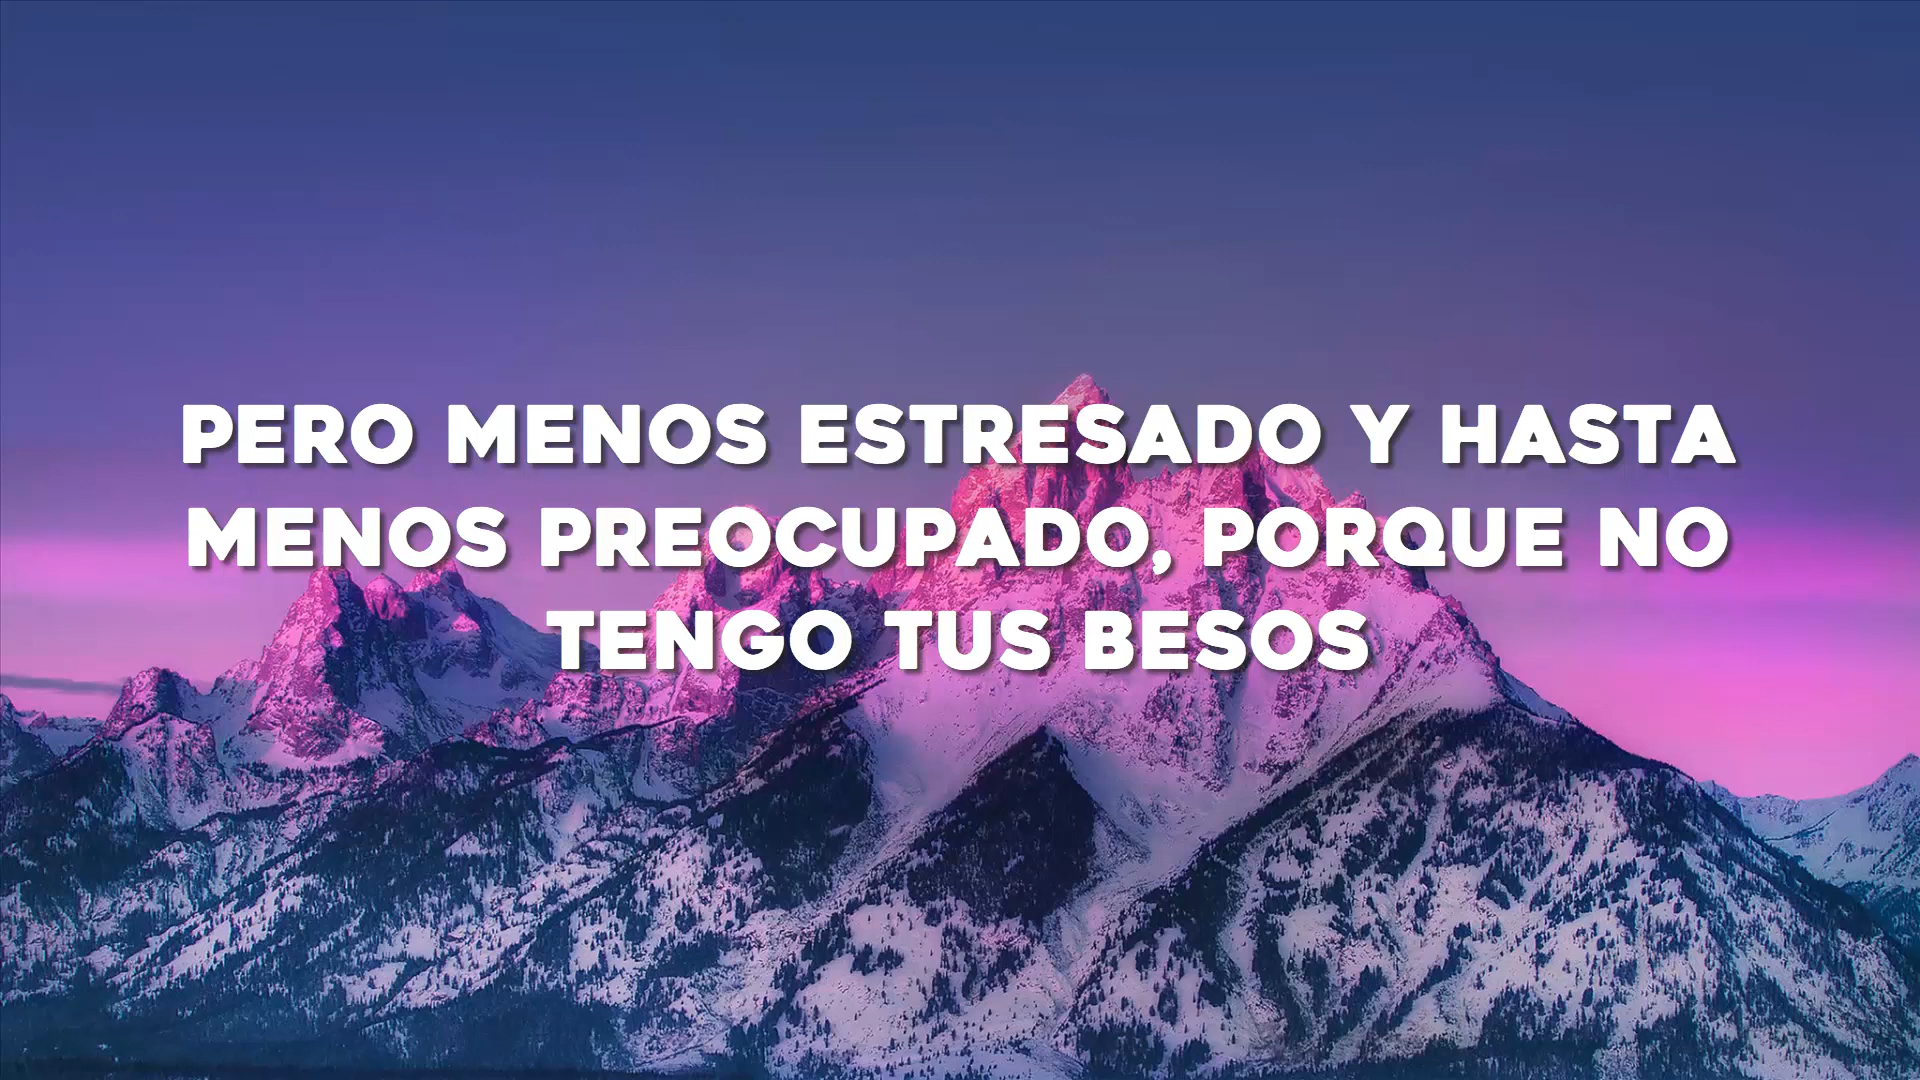 PERO MENOS ESTRESADO Y HASTA
MENOS PREOCUPADO, PORQUE NO
TENGO TUS BESOS